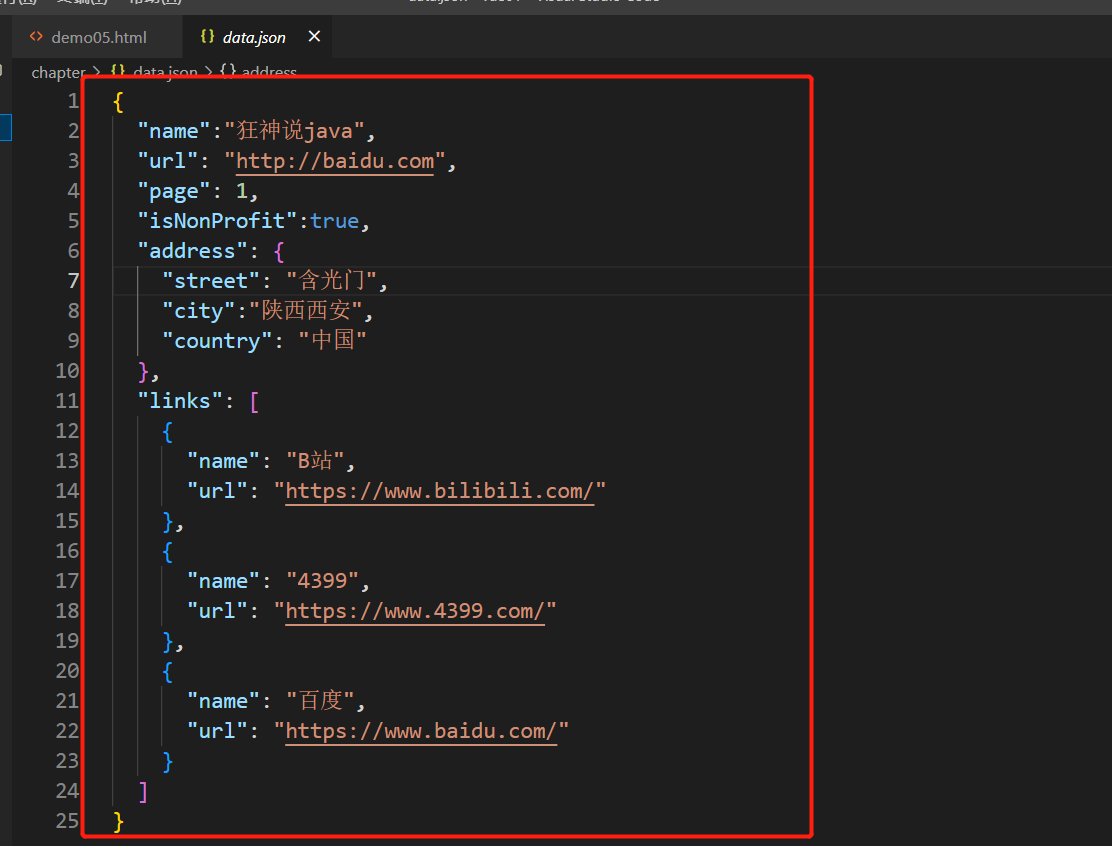 demo05.html
{} data.json ×
chapter > {} data.json > {} address
1 {
2 "name":"狂神说java",
3 "url": "http://baidu.com",
4 "page": 1,
5 "isNonProfit":true,
6 "address": {
7 "street": "含光门",
8 "city":"陕西西安",
9 "country": "中国"
10 },
11 "links": [
12 {
13 "name": "B站",
14 "url": "https://www.bilibili.com/"
15 },
16 {
17 "name": "4399",
18 "url": "https://www.4399.com/"
19 },
20 {
21 "name": "百度",
22 "url": "https://www.baidu.com/"
23 }
24 ]
25 }